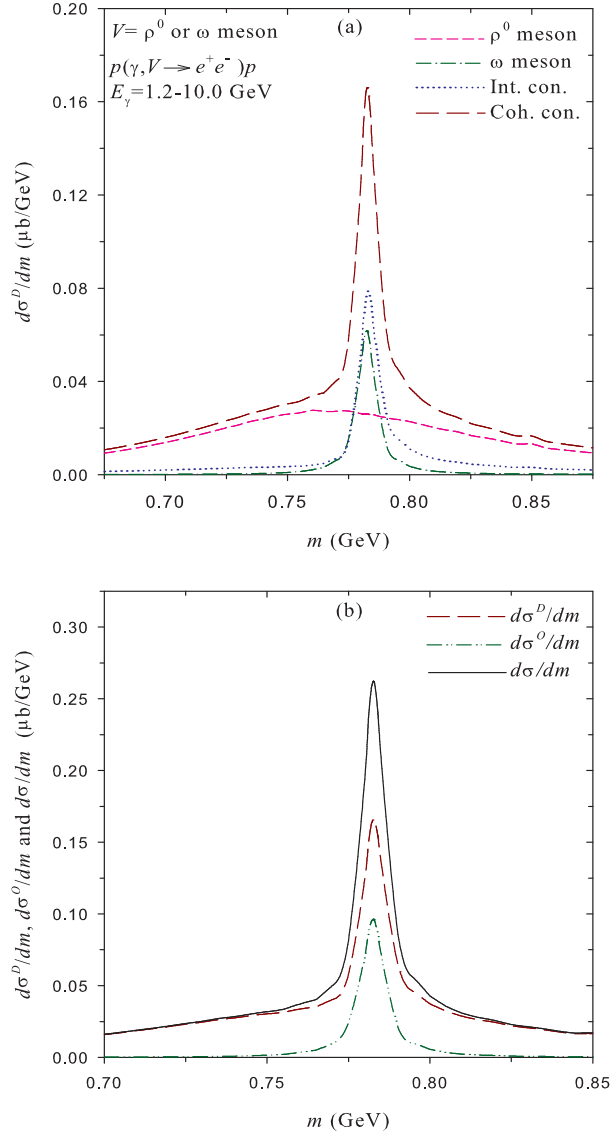 (a)
V= ρ⁰ or ω meson
p(γ, V → e⁺e⁻)p
E_γ=1.2-10.0 GeV
ρ⁰ meson
ω meson
Int. con.
Coh. con.
dσᴰ/dm (μb/GeV)
0.20
0.16
0.12
0.08
0.04
0.00
0.70 0.75 0.80 0.85
m (GeV)
(b)
dσᴰ/dm
dσᴼ/dm
dσ/dm
dσᴰ/dm, dσᴼ/dm and dσ/dm (μb/GeV)
0.30
0.25
0.20
0.15
0.10
0.05
0.00
0.70 0.75 0.80 0.85
m (GeV)